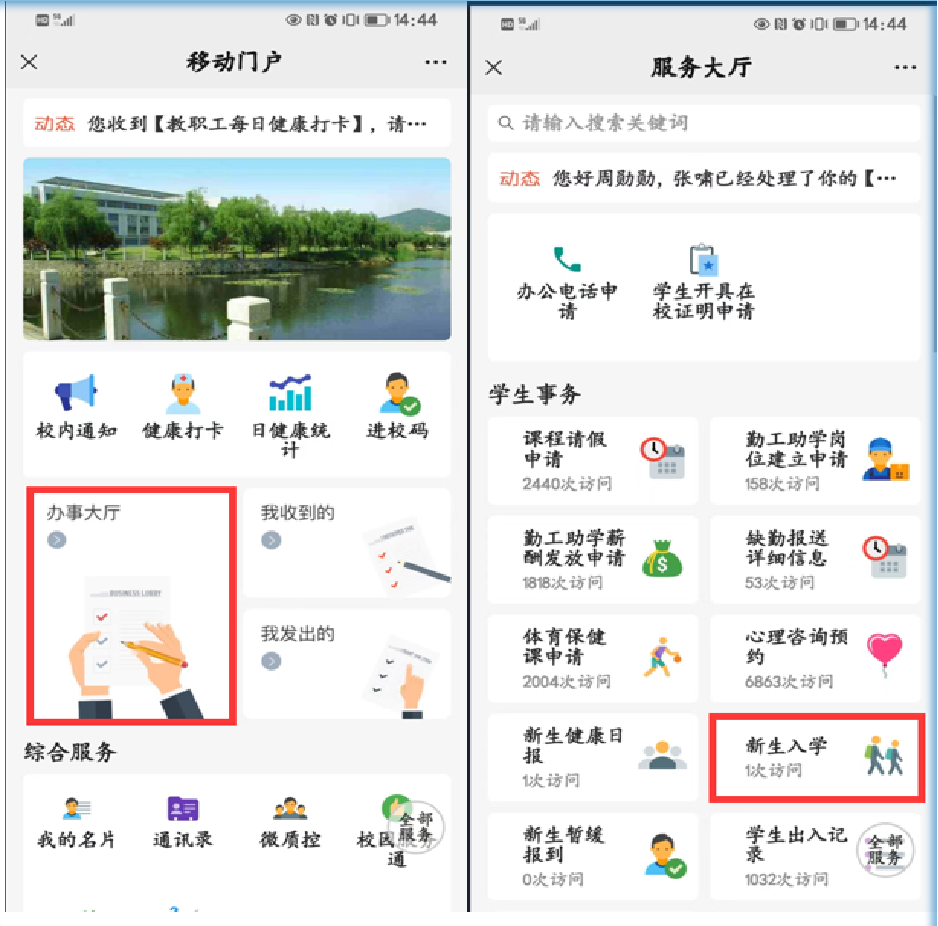 HD 5G 14:44
移动门户
动态 您收到【教职工每日健康打卡】，请…
校内通知
健康打卡
日健康统
计
进校码
办事大厅
BUSINESS LOBBY
我收到的
我发出的
综合服务
我的名片
通讯录
微质控
校园服务
通
全部
服务
HD 5G 14:44
服务大厅
请输入搜索关键词
动态 您好周勋勋，张啸已经处理了你的【…
办公电话申
请
学生开具在
校证明申请
学生事务
课程请假
申请
2440次访问
勤工助学岗
位建立申请
158次访问
勤工助学薪
酬发放申请
1818次访问
缺勤报送
详细信息
53次访问
体育保健
课申请
2004次访问
心理咨询预
约
6863次访问
新生健康日
报
1次访问
新生入学
1次访问
新生暂缓
报到
0次访问
学生出入记
录
1032次访问
全部
服务